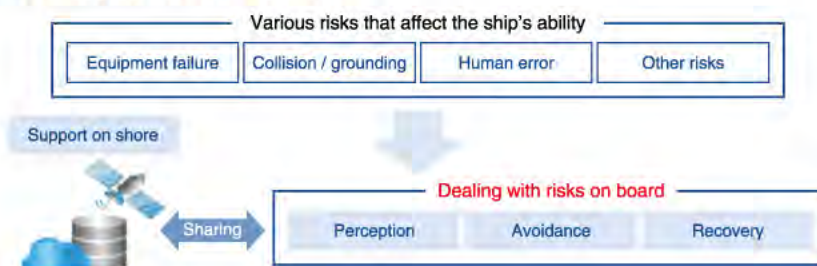 Various risks that affect the ship's ability
Equipment failure
Collision / grounding
Human error
Other risks
Support on shore
Dealing with risks on board
Sharing
Perception
Avoidance
Recovery